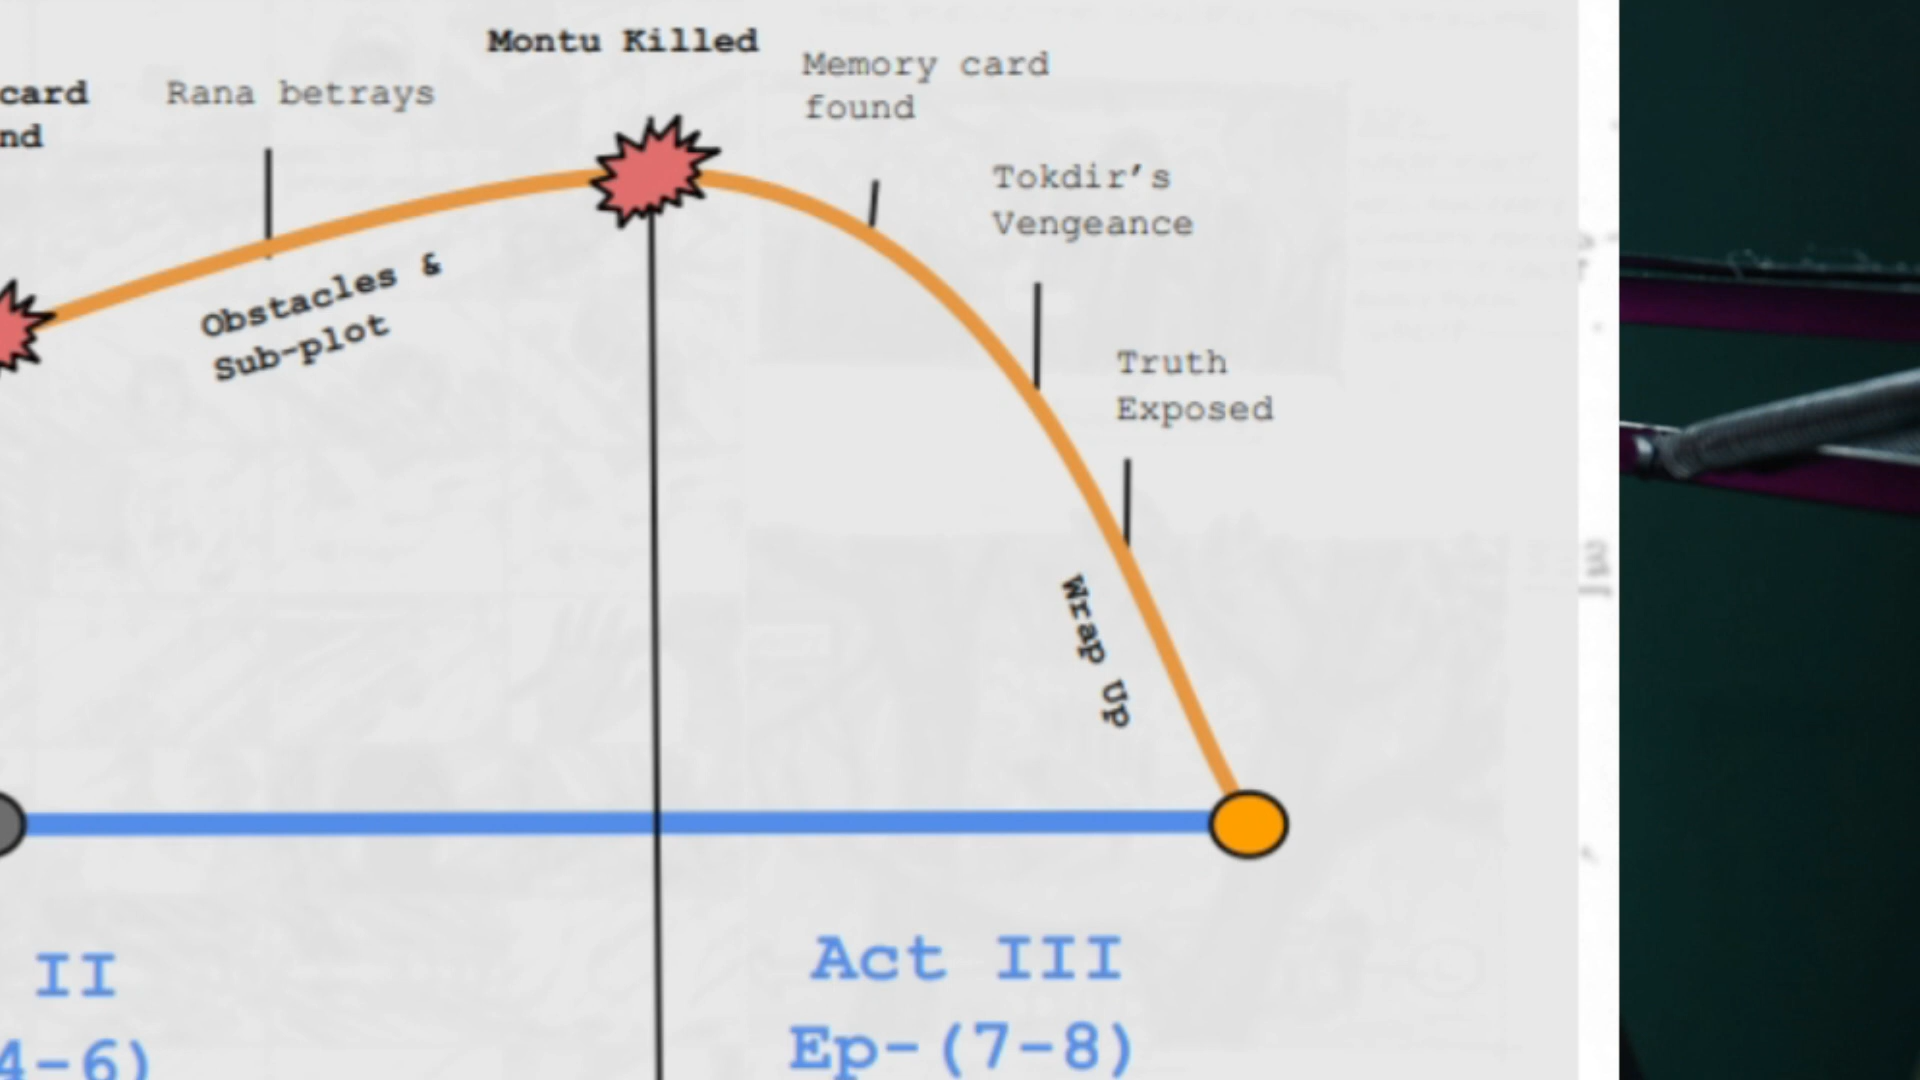 Montu Killed
Memory card
found
card
nd
Rana betrays
Tokdir’s
Vengeance
Obstacles &
Sub-plot
Truth
Exposed
Wrap Up
II
4-6)
Act III
Ep-(7-8)